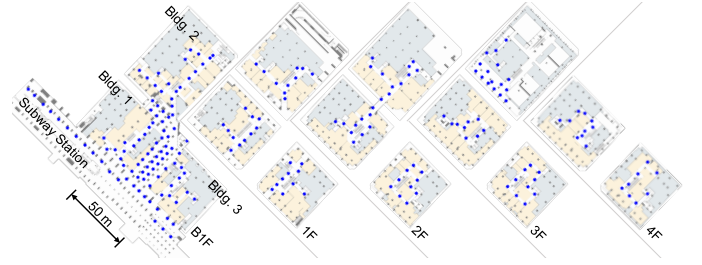 Bldg. 2
Bldg. 1
Subway Station
Bldg. 3
50 m
B1F
1F
2F
3F
4F